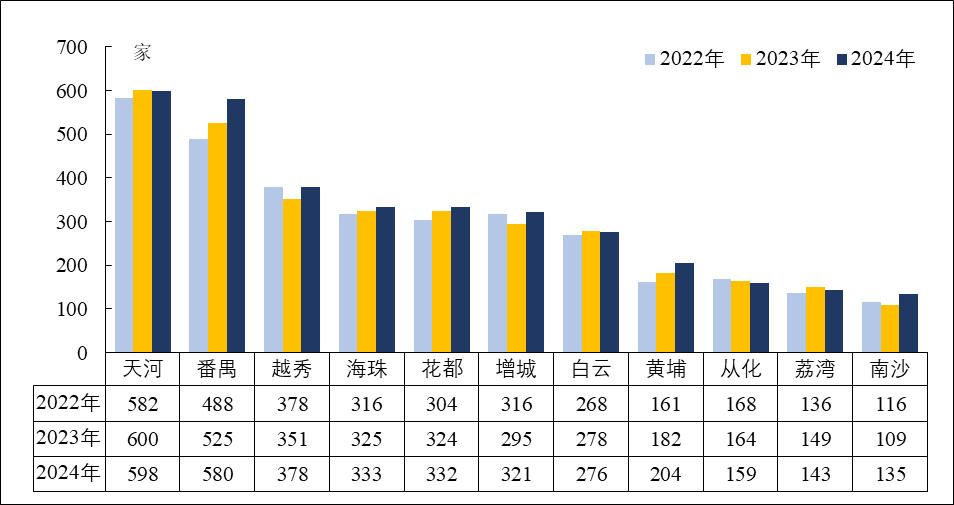 家
2022年 2023年 2024年
700
600
500
400
300
200
100
0
天河 番禺 越秀 海珠 花都 增城 白云 黄埔 从化 荔湾 南沙
2022年 582 488 378 316 304 316 268 161 168 136 116
2023年 600 525 351 325 324 295 278 182 164 149 109
2024年 598 580 378 333 332 321 276 204 159 143 135